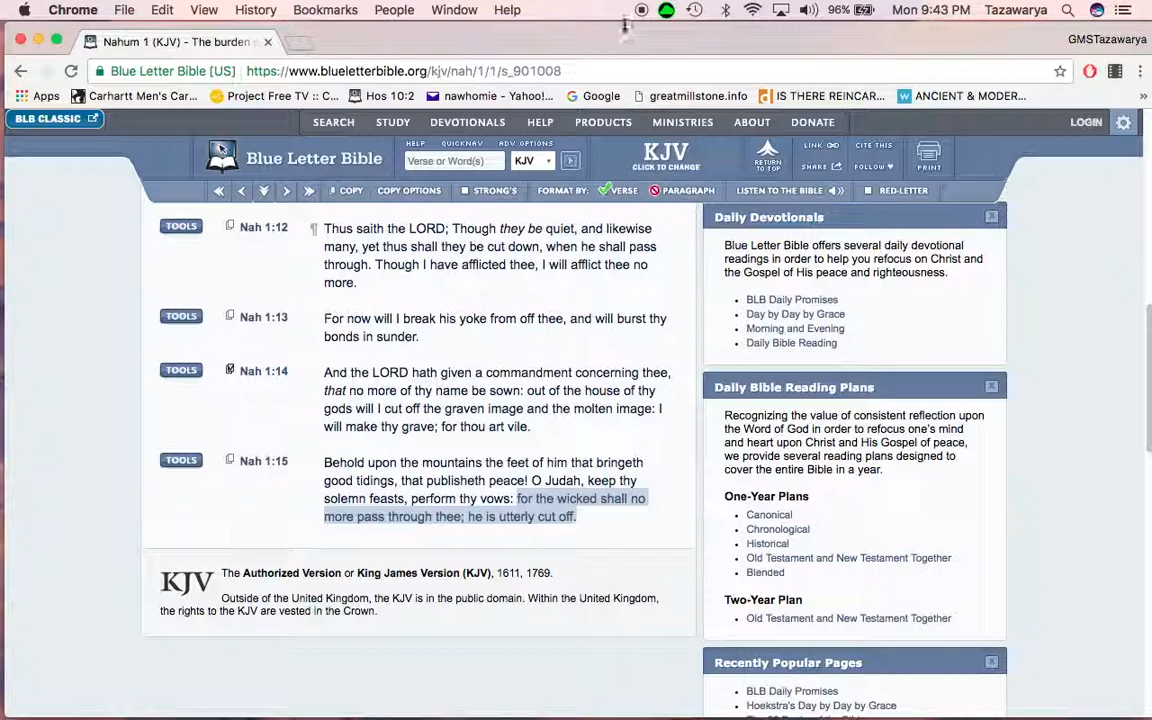 Chrome File Edit View History Bookmarks People Window Help 96% Mon 9:43 PM Tazawarya
Nahum 1 (KJV) - The burden
GMSTazawarya
Blue Letter Bible [US] https://www.blueletterbible.org/kjv/nah/1/1/s_901008
Apps Carhartt Men's Car... Project Free TV :: C... Hos 10:2 nawhomie - Yahoo!... Google greatmillstone.info IS THERE REINCAR... ANCIENT & MODER... »
BLB CLASSIC SEARCH STUDY DEVOTIONALS HELP PRODUCTS MINISTRIES ABOUT DONATE LOGIN
HELP QUICKNAV ADV. OPTIONS
Blue Letter Bible Verse or Word(s) KJV
KJV
CLICK TO CHANGE
RETURN TO TOP
LINK CITE THIS
SHARE FOLLOW PRINT
COPY COPY OPTIONS STRONG'S FORMAT BY: VERSE PARAGRAPH LISTEN TO THE BIBLE RED-LETTER
TOOLS Nah 1:12 ¶ Thus saith the LORD; Though they be quiet, and likewise
many, yet thus shall they be cut down, when he shall pass
through. Though I have afflicted thee, I will afflict thee no
more.
TOOLS Nah 1:13 For now will I break his yoke from off thee, and will burst thy
bonds in sunder.
TOOLS Nah 1:14 And the LORD hath given a commandment concerning thee,
that no more of thy name be sown: out of the house of thy
gods will I cut off the graven image and the molten image: I
will make thy grave; for thou art vile.
TOOLS Nah 1:15 Behold upon the mountains the feet of him that bringeth
good tidings, that publisheth peace! O Judah, keep thy
solemn feasts, perform thy vows: for the wicked shall no
more pass through thee; he is utterly cut off.
KJV The Authorized Version or King James Version (KJV), 1611, 1769.
Outside of the United Kingdom, the KJV is in the public domain. Within the United Kingdom,
the rights to the KJV are vested in the Crown.
Daily Devotionals
Blue Letter Bible offers several daily devotional
readings in order to help you refocus on Christ and
the Gospel of His peace and righteousness.
BLB Daily Promises
Day by Day by Grace
Morning and Evening
Daily Bible Reading
Daily Bible Reading Plans
Recognizing the value of consistent reflection upon
the Word of God in order to refocus one's mind
and heart upon Christ and His Gospel of peace,
we provide several reading plans designed to
cover the entire Bible in a year.
One-Year Plans
Canonical
Chronological
Historical
Old Testament and New Testament Together
Blended
Two-Year Plan
Old Testament and New Testament Together
Recently Popular Pages
BLB Daily Promises
Hoekstra's Day by Day by Grace